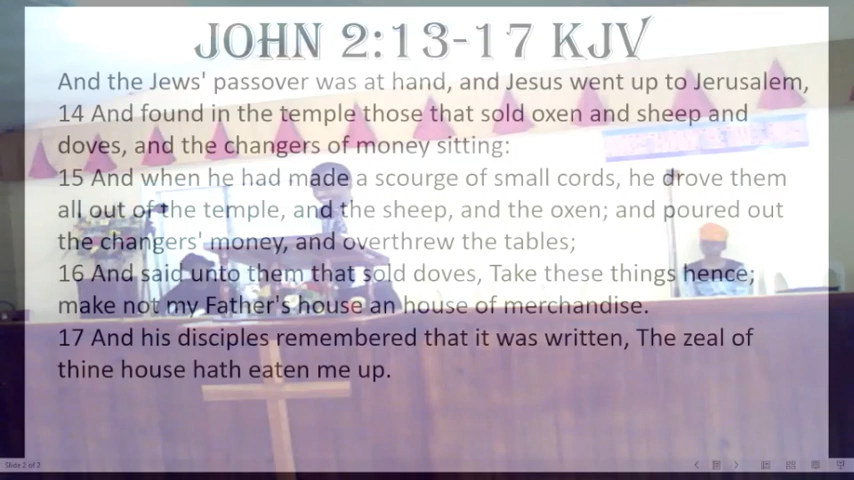 JOHN 2:13-17 KJV
And the Jews' passover was at hand, and Jesus went up to Jerusalem,
14 And found in the temple those that sold oxen and sheep and
doves, and the changers of money sitting:
15 And when he had made a scourge of small cords, he drove them
all out of the temple, and the sheep, and the oxen; and poured out
the changers' money, and overthrew the tables;
16 And said unto them that sold doves, Take these things hence;
make not my Father's house an house of merchandise.
17 And his disciples remembered that it was written, The zeal of
thine house hath eaten me up.
Slide 2 of 2